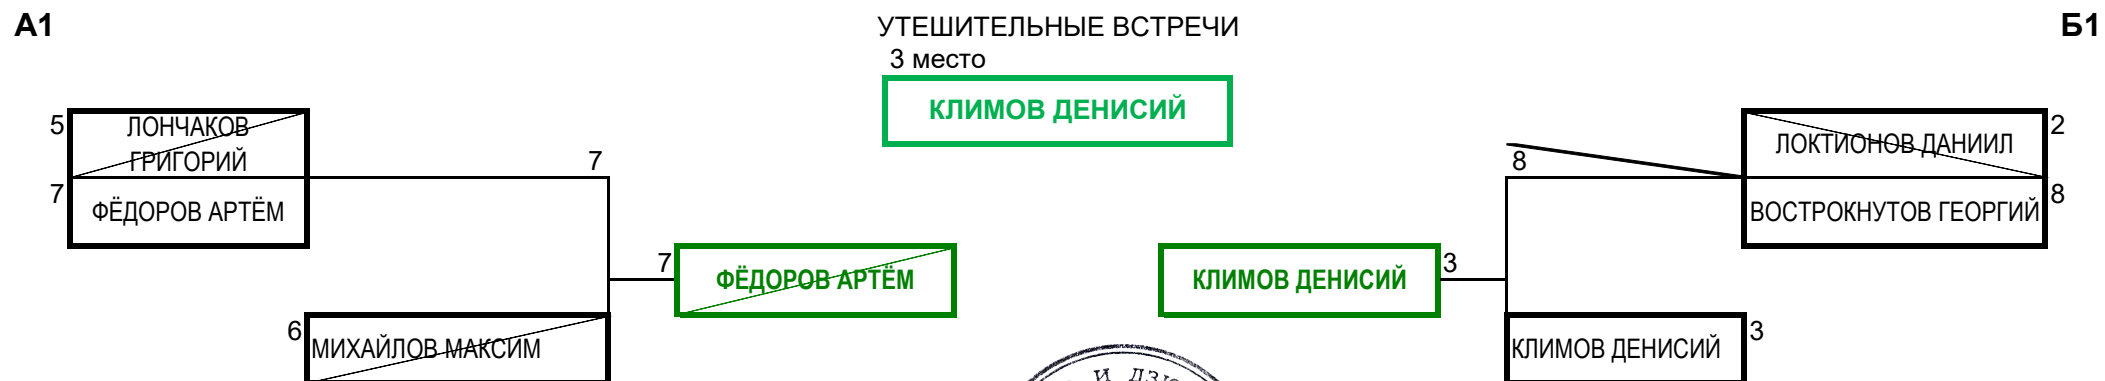 А1
УТЕШИТЕЛЬНЫЕ ВСТРЕЧИ
Б1
3 место
КЛИМОВ ДЕНИСИЙ
5
ЛОНЧАКОВ
ГРИГОРИЙ
7
ФЁДОРОВ АРТЁМ
7
8
ЛОКТИОНОВ ДАНИИЛ
2
ВОСТРОКНУТОВ ГЕОРГИЙ
8
7
ФЁДОРОВ АРТЁМ
КЛИМОВ ДЕНИСИЙ
3
6
МИХАЙЛОВ МАКСИМ
КЛИМОВ ДЕНИСИЙ
3